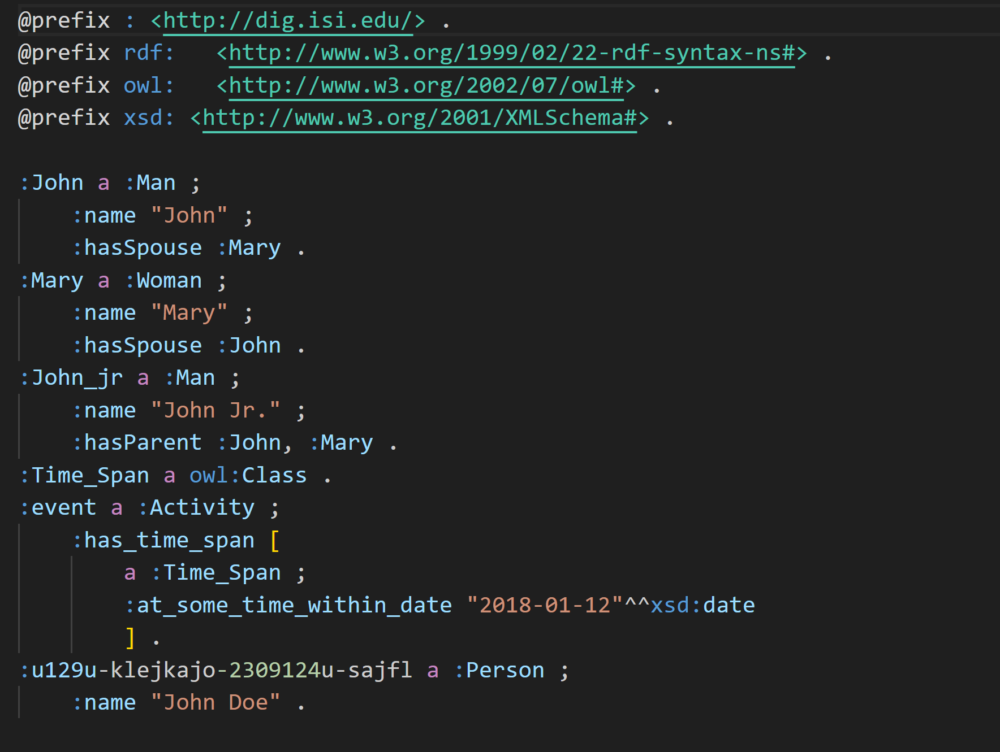 @prefix : <http://dig.isi.edu/> .
@prefix rdf:   <http://www.w3.org/1999/02/22-rdf-syntax-ns#> .
@prefix owl:   <http://www.w3.org/2002/07/owl#> .
@prefix xsd: <http://www.w3.org/2001/XMLSchema#> .

:John a :Man ;
    :name "John" ;
    :hasSpouse :Mary .
:Mary a :Woman ;
    :name "Mary" ;
    :hasSpouse :John .
:John_jr a :Man ;
    :name "John Jr." ;
    :hasParent :John, :Mary .
:Time_Span a owl:Class .
:event a :Activity ;
    :has_time_span [
        a :Time_Span ;
        :at_some_time_within_date "2018-01-12"^^xsd:date
        ] .
:u129u-klejkajo-2309124u-sajfl a :Person ;
    :name "John Doe" .